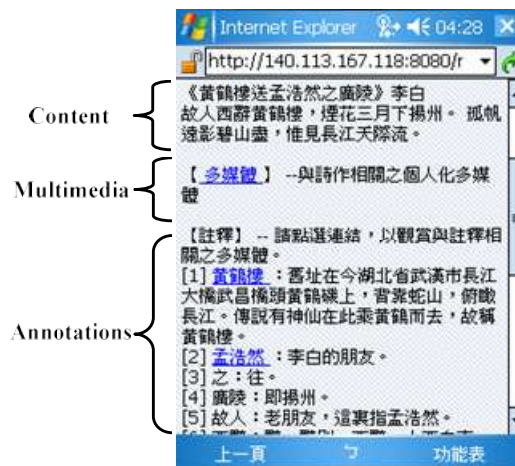 Internet Explorer 04:28
http://140.113.167.118:8080/r
Content
《黃鶴樓送孟浩然之廣陵》李白
故人西辭黃鶴樓,煙花三月下揚州。 孤帆
遠影碧山盡,惟見長江天際流。
Multimedia
【 多媒體 】 --與詩作相關之個人化多媒
體
Annotations
【註釋】 -- 請點選連結,以觀賞與註釋相
關之多媒體。
[1] 黃鶴樓 :舊址在今湖北省武漢市長江
大橋武昌橋頭黃鶴磯上,背靠蛇山,俯瞰
長江。傳說有神仙在此乘黃鶴而去,故稱
黃鶴樓。
[2] 孟浩然 :李白的朋友。
[3] 之:往。
[4] 廣陵:即揚州。
[5] 故人:老朋友,這裏指孟浩然。
上一頁 功能表